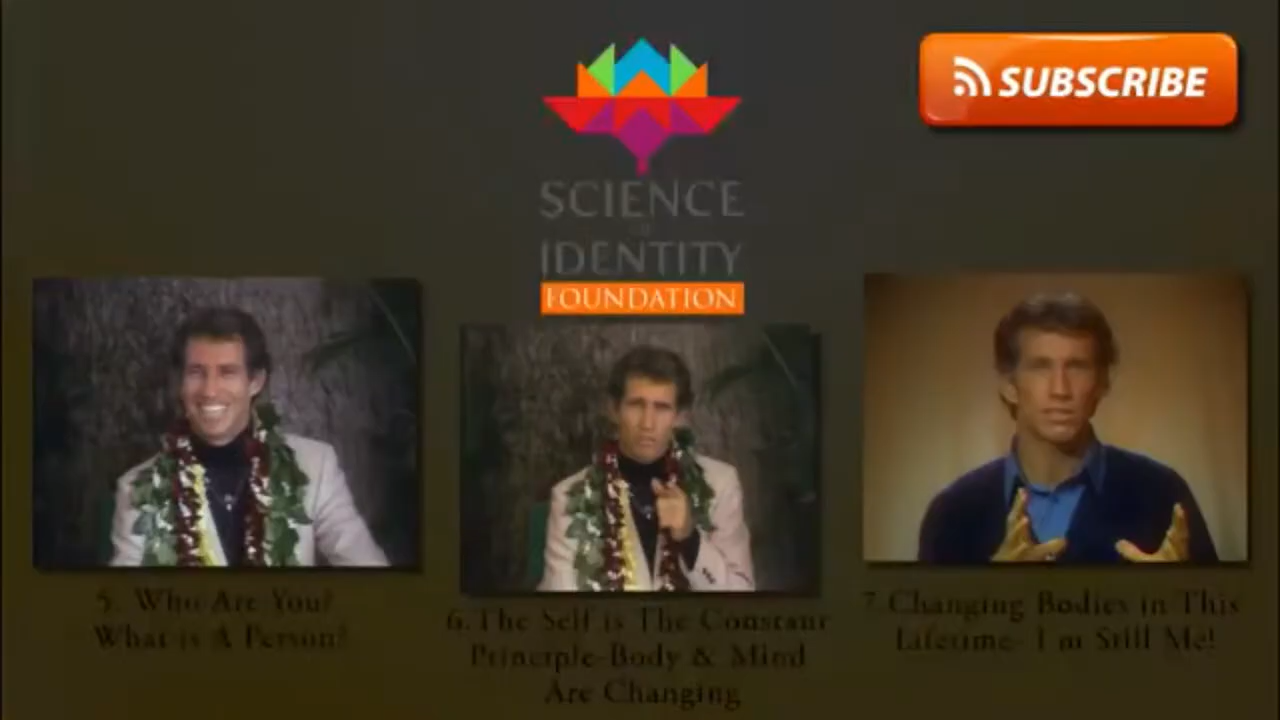 SUBSCRIBE
SCIENCE
OF
IDENTITY
FOUNDATION
5. Who Are You?
What is A Person?
6.The Self is The Constant
Principle-Body & Mind
Are Changing
7.Changing Bodies in This
Lifetime- I'm Still Me!